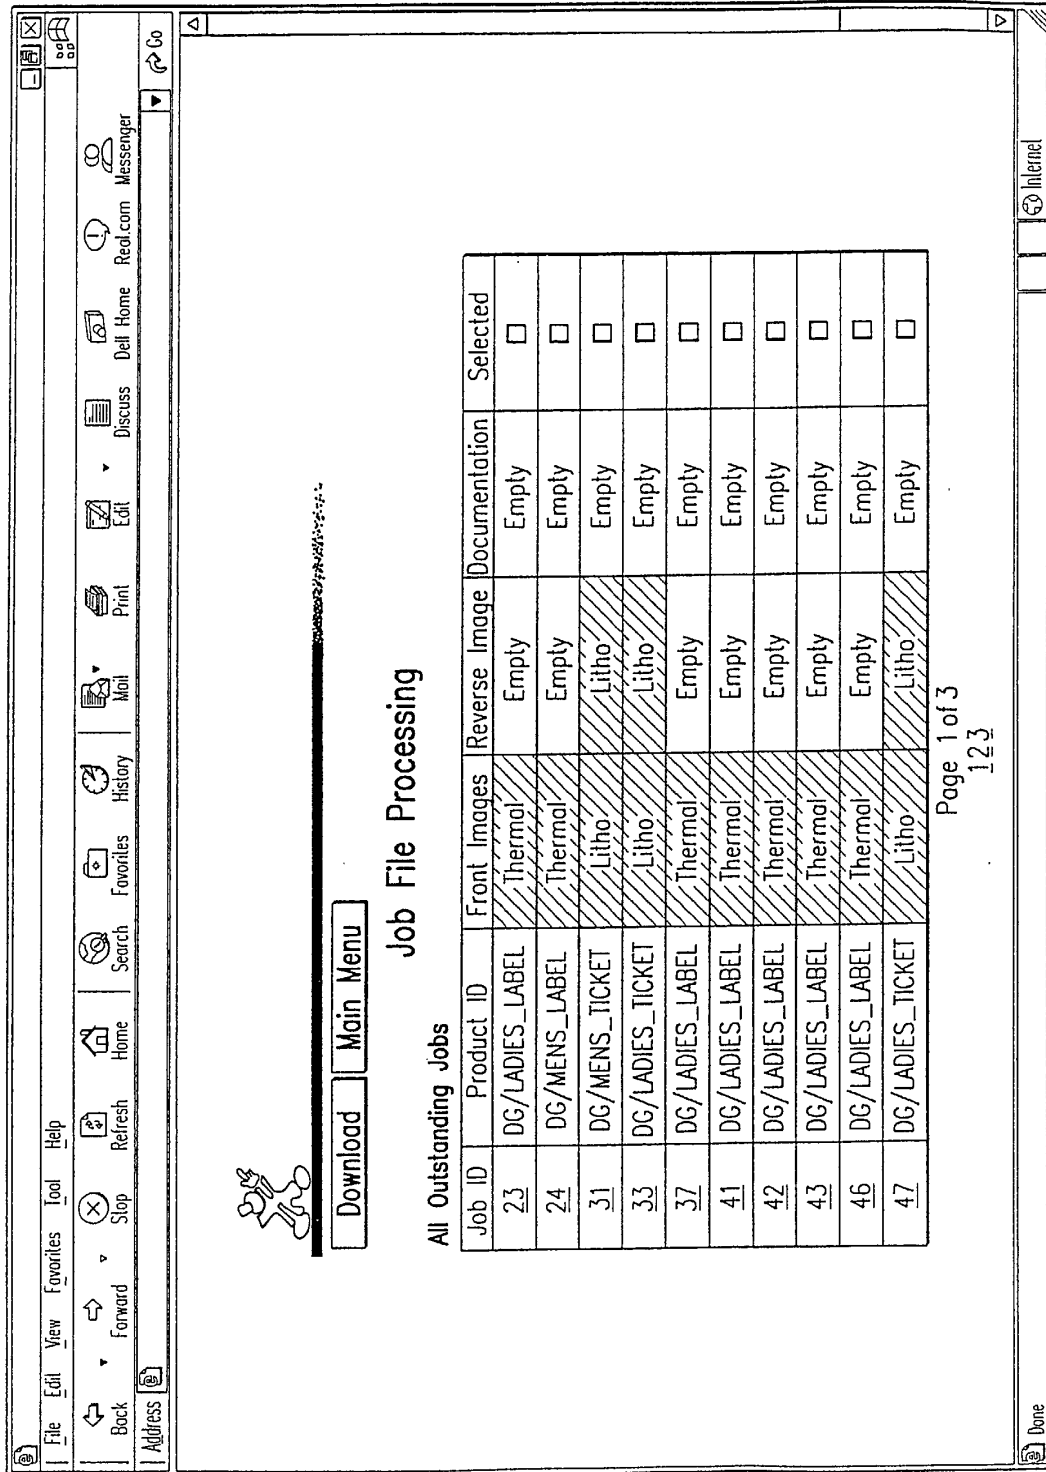 File Edit View Favorites Tool Help
Back Forward Stop Refresh Home Search Favorites History Mail Print Edit Discuss Dell Home Real.com Messenger
Address Go
Download Main Menu
Job File Processing
All Outstanding Jobs
Job ID Product ID Front Images Reverse Image Documentation Selected
23 DG/LADIES_LABEL Thermal Empty Empty
24 DG/MENS_LABEL Thermal Empty Empty
31 DG/MENS_TICKET Litho Litho Empty
33 DG/LADIES_TICKET Litho Litho Empty
37 DG/LADIES_LABEL Thermal Empty Empty
41 DG/LADIES_LABEL Thermal Empty Empty
42 DG/LADIES_LABEL Thermal Empty Empty
43 DG/LADIES_LABEL Thermal Empty Empty
46 DG/LADIES_LABEL Thermal Empty Empty
47 DG/LADIES_TICKET Litho Litho Empty
Page 1 of 3
1 2 3
Done Internet